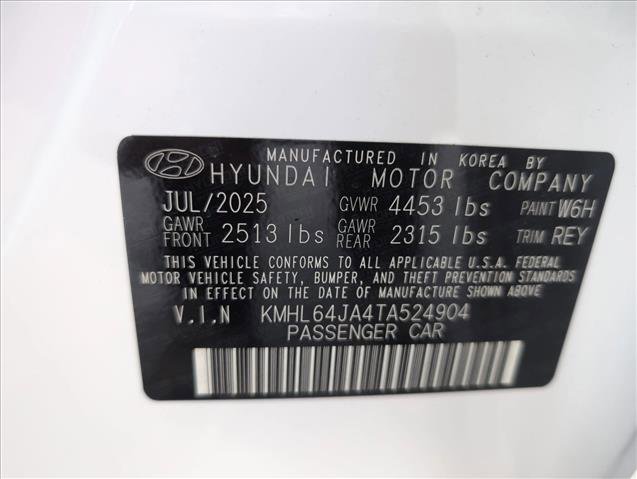 MANUFACTURED IN KOREA BY
HYUNDAI MOTOR COMPANY
JUL/2025 GVWR 4453 lbs PAINT W6H
GAWR FRONT 2513 lbs GAWR REAR 2315 lbs TRIM REY
THIS VEHICLE CONFORMS TO ALL APPLICABLE U.S.A. FEDERAL
MOTOR VEHICLE SAFETY, BUMPER, AND THEFT PREVENTION STANDARDS
IN EFFECT ON THE DATE OF MANUFACTURE SHOWN ABOVE.
V.I.N KMHL64JA4TA524904
PASSENGER CAR